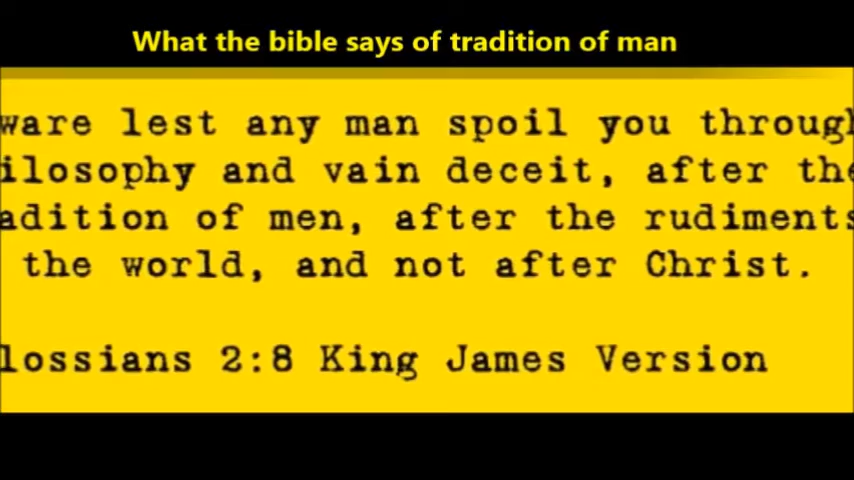 What the bible says of tradition of man
ware lest any man spoil you through
ilosophy and vain deceit, after the
adition of men, after the rudiments
the world, and not after Christ.
lossians 2:8 King James Version